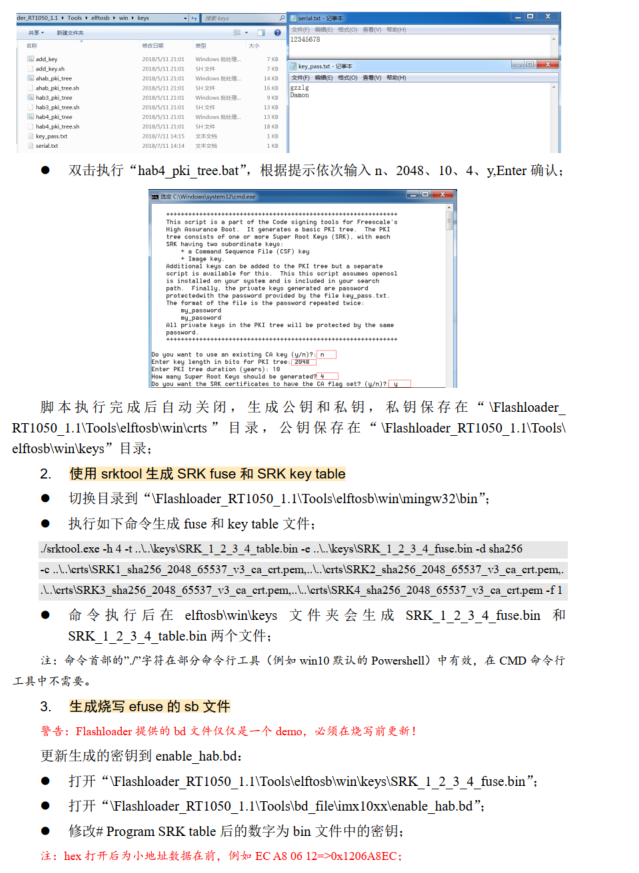 der_RT1050_1.1 ▸ Tools ▸ elftosb ▸ win ▸ keys
搜索 keys
共享 ▾ 新建文件夹
名称 修改日期 类型 大小
add_key 2018/5/11 21:01 Windows 批处理... 7 KB
add_key.sh 2018/5/11 21:01 SH 文件 7 KB
ahab_pki_tree 2018/5/11 21:01 Windows 批处理... 14 KB
ahab_pki_tree.sh 2018/5/11 21:01 SH 文件 16 KB
hab3_pki_tree 2018/5/11 21:01 Windows 批处理... 9 KB
hab3_pki_tree.sh 2018/5/11 21:01 SH 文件 13 KB
hab4_pki_tree 2018/5/11 21:01 Windows 批处理... 13 KB
hab4_pki_tree.sh 2018/5/11 21:01 SH 文件 18 KB
key_pass.txt 2018/7/11 14:15 文本文档 1 KB
serial.txt 2018/7/11 14:14 文本文档 1 KB
serial.txt - 记事本
文件(F) 编辑(E) 格式(O) 查看(V) 帮助(H)
12345678
key_pass.txt - 记事本
文件(F) 编辑(E) 格式(O) 查看(V) 帮助(H)
gzzlg
Damon
● 双击执行“hab4_pki_tree.bat”，根据提示依次输入 n、2048、10、4、y,Enter 确认；
选定 C:\Windows\system32\cmd.exe
+++++++++++++++++++++++++++++++++++++++++++++++++++++++++++++++
This script is a part of the Code signing tools for Freescale's
High Assurance Boot. It generates a basic PKI tree. The PKI
tree consists of one or more Super Root Keys (SRK), with each
SRK having two subordinate keys:
+ a Command Sequence File (CSF) key
+ Image key.
Additional keys can be added to the PKI tree but a separate
script is available for this. This this script assumes openssl
is installed on your system and is included in your search
path. Finally, the private keys generated are password
protectedwith the password provided by the file key_pass.txt.
The format of the file is the password repeated twice:
my_password
my_password
All private keys in the PKI tree will be protected by the same
password.
+++++++++++++++++++++++++++++++++++++++++++++++++++++++++++++++
Do you want to use an existing CA key (y/n)?: n
Enter key length in bits for PKI tree: 2048
Enter PKI tree duration (years): 10
How many Super Root Keys should be generated? 4
Do you want the SRK certificates to have the CA flag set? (y/n)?: y
脚本执行完成后自动关闭，生成公钥和私钥，私钥保存在“\Flashloader_
RT1050_1.1\Tools\elftosb\win\crts”目录，公钥保存在“\Flashloader_RT1050_1.1\Tools\
elftosb\win\keys”目录；
2. 使用 srktool 生成 SRK fuse 和 SRK key table
● 切换目录到“\Flashloader_RT1050_1.1\Tools\elftosb\win\mingw32\bin”；
● 执行如下命令生成 fuse 和 key table 文件；
./srktool.exe -h 4 -t ..\..\keys\SRK_1_2_3_4_table.bin -e ..\..\keys\SRK_1_2_3_4_fuse.bin -d sha256
-c ..\..\crts\SRK1_sha256_2048_65537_v3_ca_crt.pem,..\..\crts\SRK2_sha256_2048_65537_v3_ca_crt.pem,.
.\..\crts\SRK3_sha256_2048_65537_v3_ca_crt.pem,..\..\crts\SRK4_sha256_2048_65537_v3_ca_crt.pem -f 1
● 命令执行后在 elftosb\win\keys 文件夹会生成 SRK_1_2_3_4_fuse.bin 和
SRK_1_2_3_4_table.bin 两个文件；
注：命令首部的”./”字符在部分命令行工具（例如 win10 默认的 Powershell）中有效，在 CMD 命令行
工具中不需要。
3. 生成烧写 efuse 的 sb 文件
警告：Flashloader 提供的 bd 文件仅仅是一个 demo，必须在烧写前更新！
更新生成的密钥到 enable_hab.bd：
● 打开“\Flashloader_RT1050_1.1\Tools\elftosb\win\keys\SRK_1_2_3_4_fuse.bin”；
● 打开“\Flashloader_RT1050_1.1\Tools\bd_file\imx10xx\enable_hab.bd”；
● 修改# Program SRK table 后的数字为 bin 文件中的密钥；
注：hex 打开后为小地址数据在前，例如 EC A8 06 12=>0x1206A8EC；